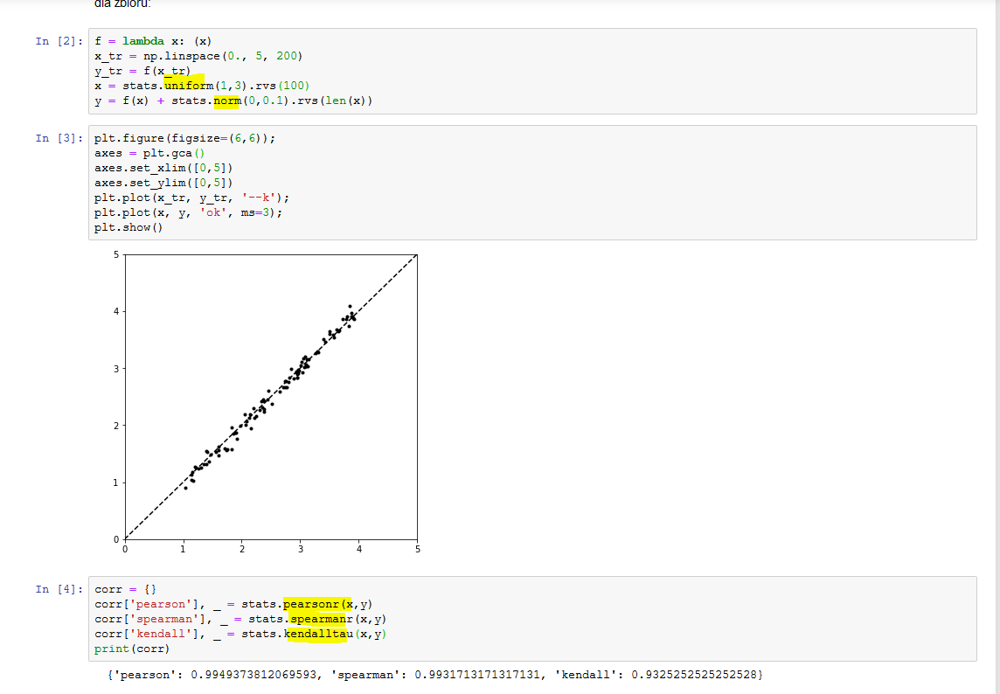 dla zbioru:
In [2]: f = lambda x: (x)
x_tr = np.linspace(0., 5, 200)
y_tr = f(x_tr)
x = stats.uniform(1,3).rvs(100)
y = f(x) + stats.norm(0,0.1).rvs(len(x))
In [3]: plt.figure(figsize=(6,6));
axes = plt.gca()
axes.set_xlim([0,5])
axes.set_ylim([0,5])
plt.plot(x_tr, y_tr, '--k');
plt.plot(x, y, 'ok', ms=3);
plt.show()
5
4
3
2
1
0
0 1 2 3 4 5
In [4]: corr = {}
corr['pearson'], _ = stats.pearsonr(x,y)
corr['spearman'], _ = stats.spearmanr(x,y)
corr['kendall'], _ = stats.kendalltau(x,y)
print(corr)
{'pearson': 0.9949373812069593, 'spearman': 0.9931713171317131, 'kendall': 0.9325252525252528}